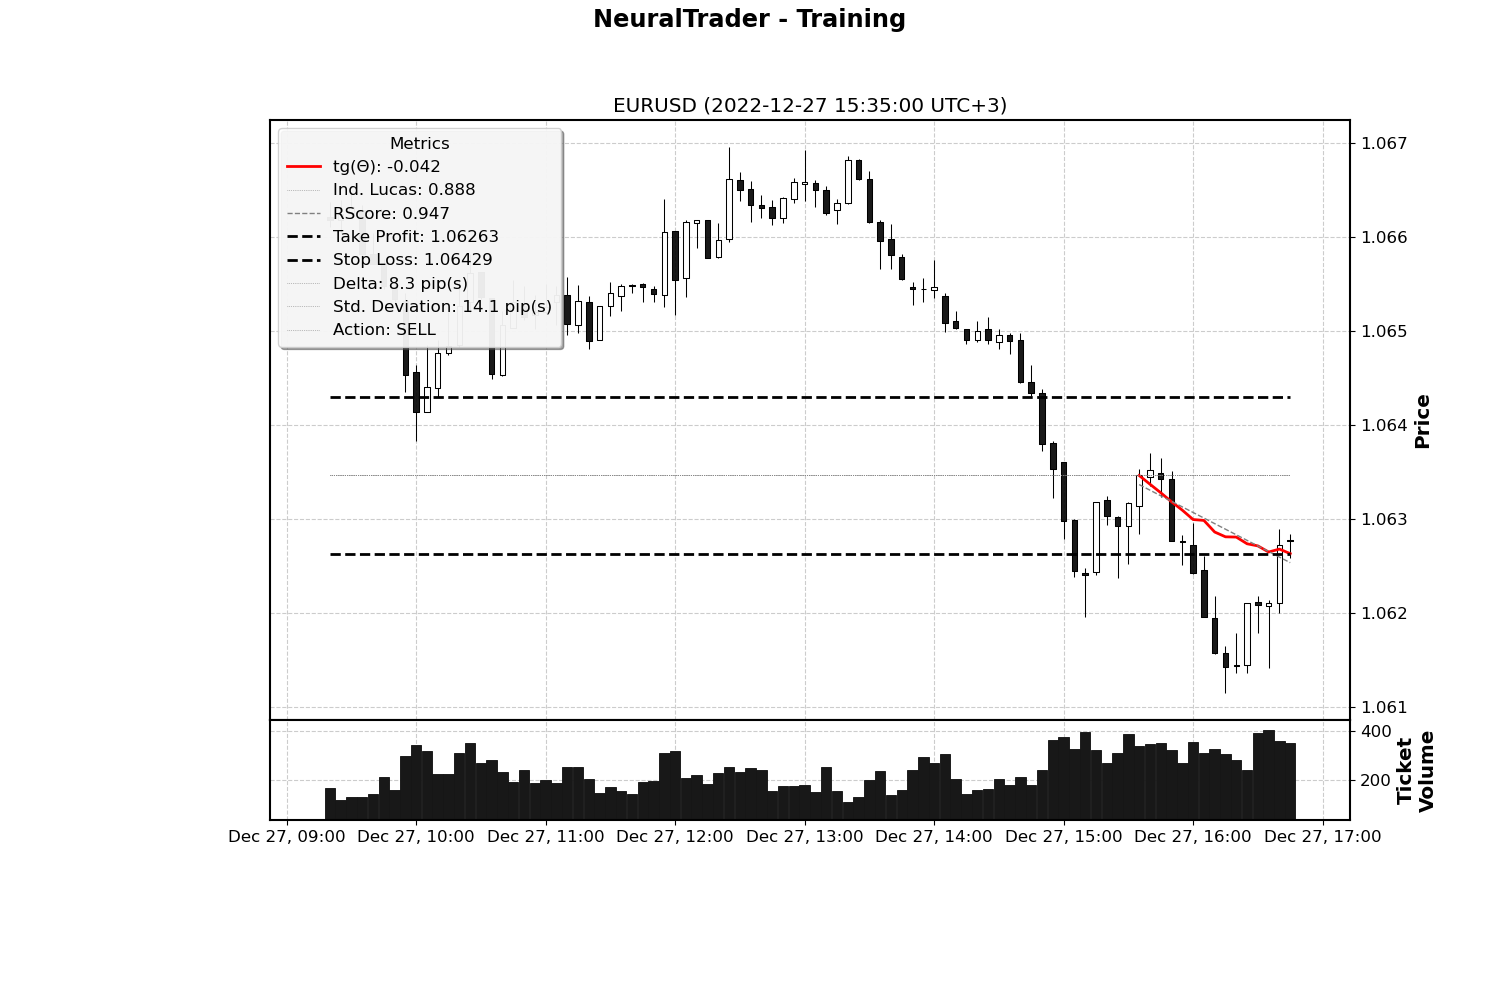 NeuralTrader - Training
EURUSD (2022-12-27 15:35:00 UTC+3)
Metrics
tg(Θ): -0.042
Ind. Lucas: 0.888
RScore: 0.947
Take Profit: 1.06263
Stop Loss: 1.06429
Delta: 8.3 pip(s)
Std. Deviation: 14.1 pip(s)
Action: SELL
1.067
1.066
1.065
1.064
1.063
1.062
1.061
Price
400
200
Ticket
Volume
Dec 27, 09:00 Dec 27, 10:00 Dec 27, 11:00 Dec 27, 12:00 Dec 27, 13:00 Dec 27, 14:00 Dec 27, 15:00 Dec 27, 16:00 Dec 27, 17:00